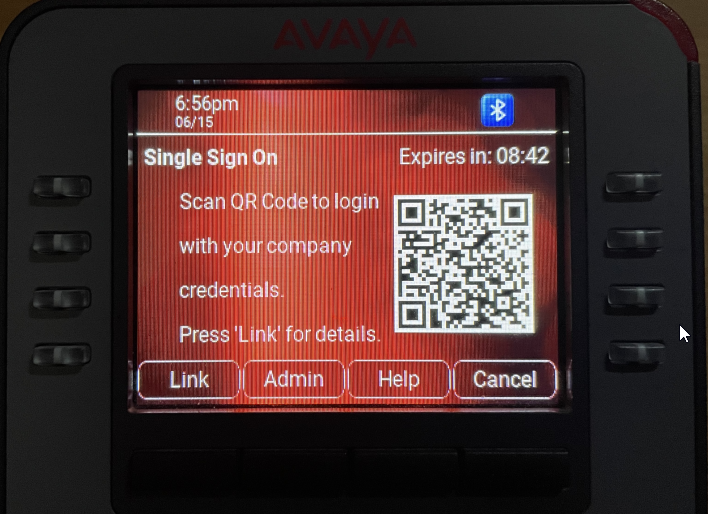 AVAYA
6:56pm
06/15
Single Sign On
Expires in: 08:42
Scan QR Code to login
with your company
credentials.
Press 'Link' for details.
Link
Admin
Help
Cancel